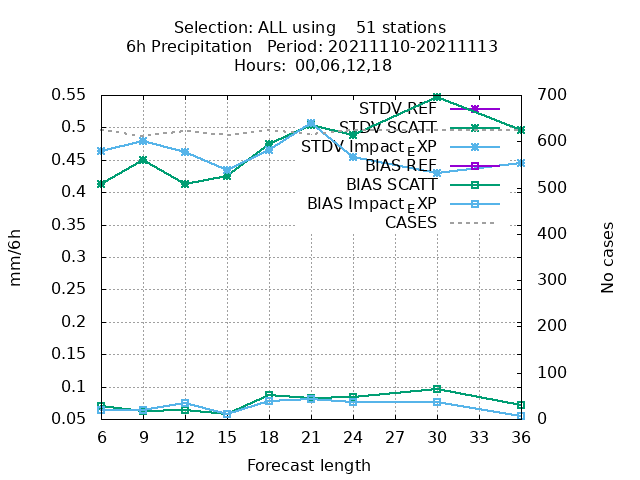 Selection: ALL using    51 stations
6h Precipitation   Period: 20211110-20211113
Hours:  00,06,12,18
0.55
0.5
0.45
0.4
0.35
0.3
0.25
0.2
0.15
0.1
0.05
mm/6h
STDV REF
STDV SCATT
STDV Impact_EXP
BIAS REF
BIAS SCATT
BIAS Impact_EXP
CASES
700
600
500
400
300
200
100
0
No cases
6 9 12 15 18 21 24 27 30 33 36
Forecast length